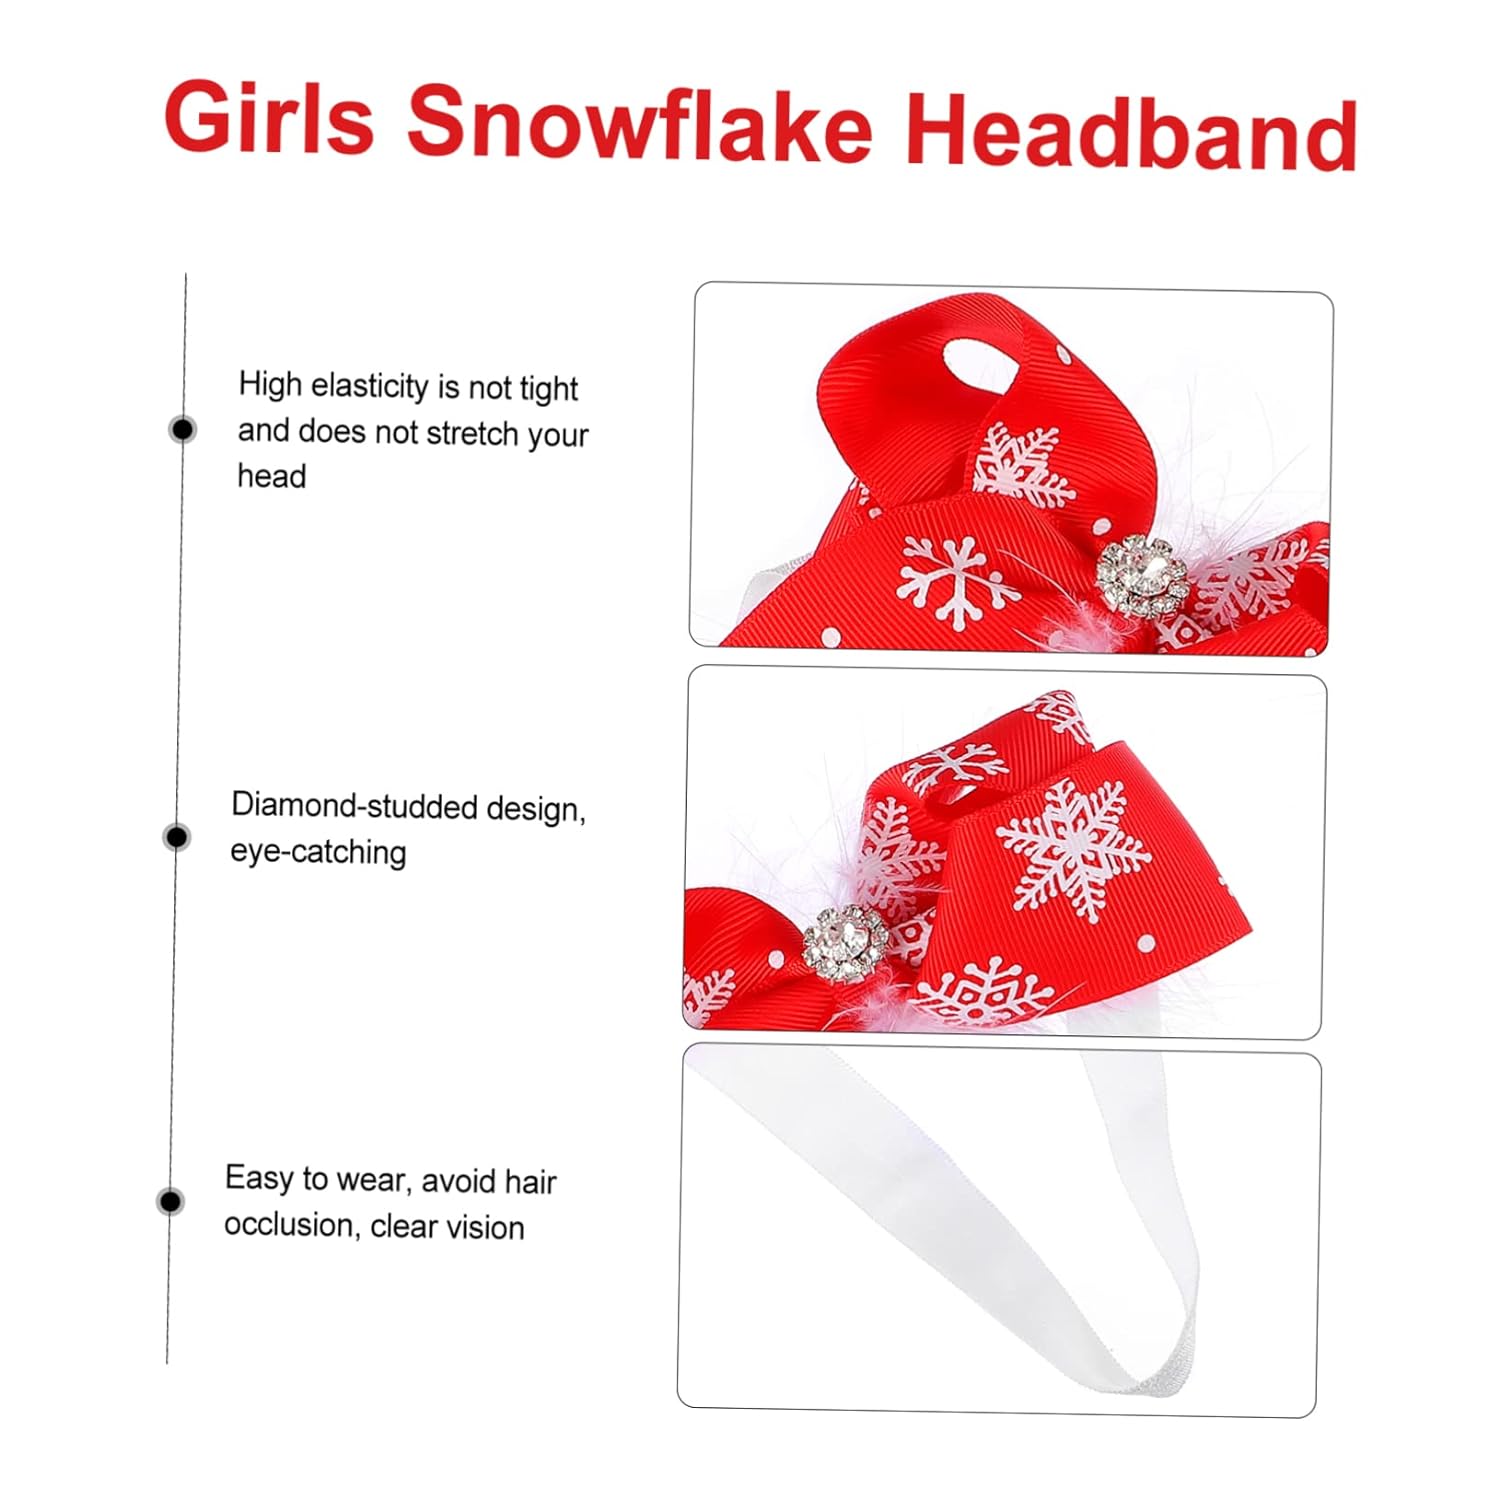 Girls Snowflake Headband
High elasticity is not tight
and does not stretch your
head
Diamond-studded design,
eye-catching
Easy to wear, avoid hair
occlusion, clear vision